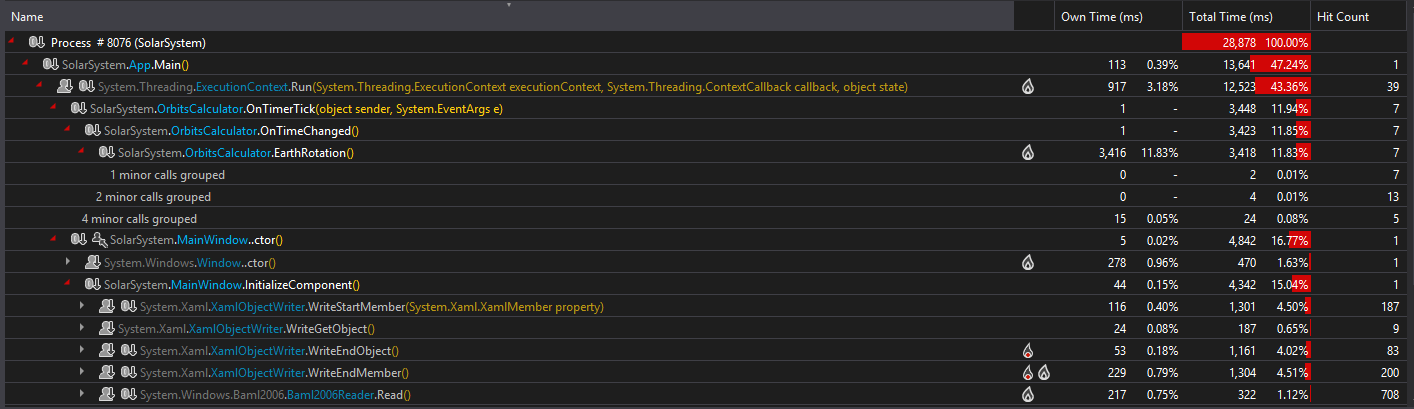 Name Own Time (ms) Total Time (ms) Hit Count
Process # 8076 (SolarSystem) 28,878 100.00%
SolarSystem.App.Main() 113 0.39% 13,641 47.24% 1
System.Threading.ExecutionContext.Run(System.Threading.ExecutionContext executionContext, System.Threading.ContextCallback callback, object state) 917 3.18% 12,523 43.36% 39
SolarSystem.OrbitsCalculator.OnTimerTick(object sender, System.EventArgs e) 1 - 3,448 11.94% 7
SolarSystem.OrbitsCalculator.OnTimeChanged() 1 - 3,423 11.85% 7
SolarSystem.OrbitsCalculator.EarthRotation() 3,416 11.83% 3,418 11.83% 7
1 minor calls grouped 0 - 2 0.01% 7
2 minor calls grouped 0 - 4 0.01% 13
4 minor calls grouped 15 0.05% 24 0.08% 5
SolarSystem.MainWindow..ctor() 5 0.02% 4,842 16.77% 1
System.Windows.Window..ctor() 278 0.96% 470 1.63% 1
SolarSystem.MainWindow.InitializeComponent() 44 0.15% 4,342 15.04% 1
System.Xaml.XamlObjectWriter.WriteStartMember(System.Xaml.XamlMember property) 116 0.40% 1,301 4.50% 187
System.Xaml.XamlObjectWriter.WriteGetObject() 24 0.08% 187 0.65% 9
System.Xaml.XamlObjectWriter.WriteEndObject() 53 0.18% 1,161 4.02% 83
System.Xaml.XamlObjectWriter.WriteEndMember() 229 0.79% 1,304 4.51% 200
System.Windows.Baml2006.Baml2006Reader.Read() 217 0.75% 322 1.12% 708